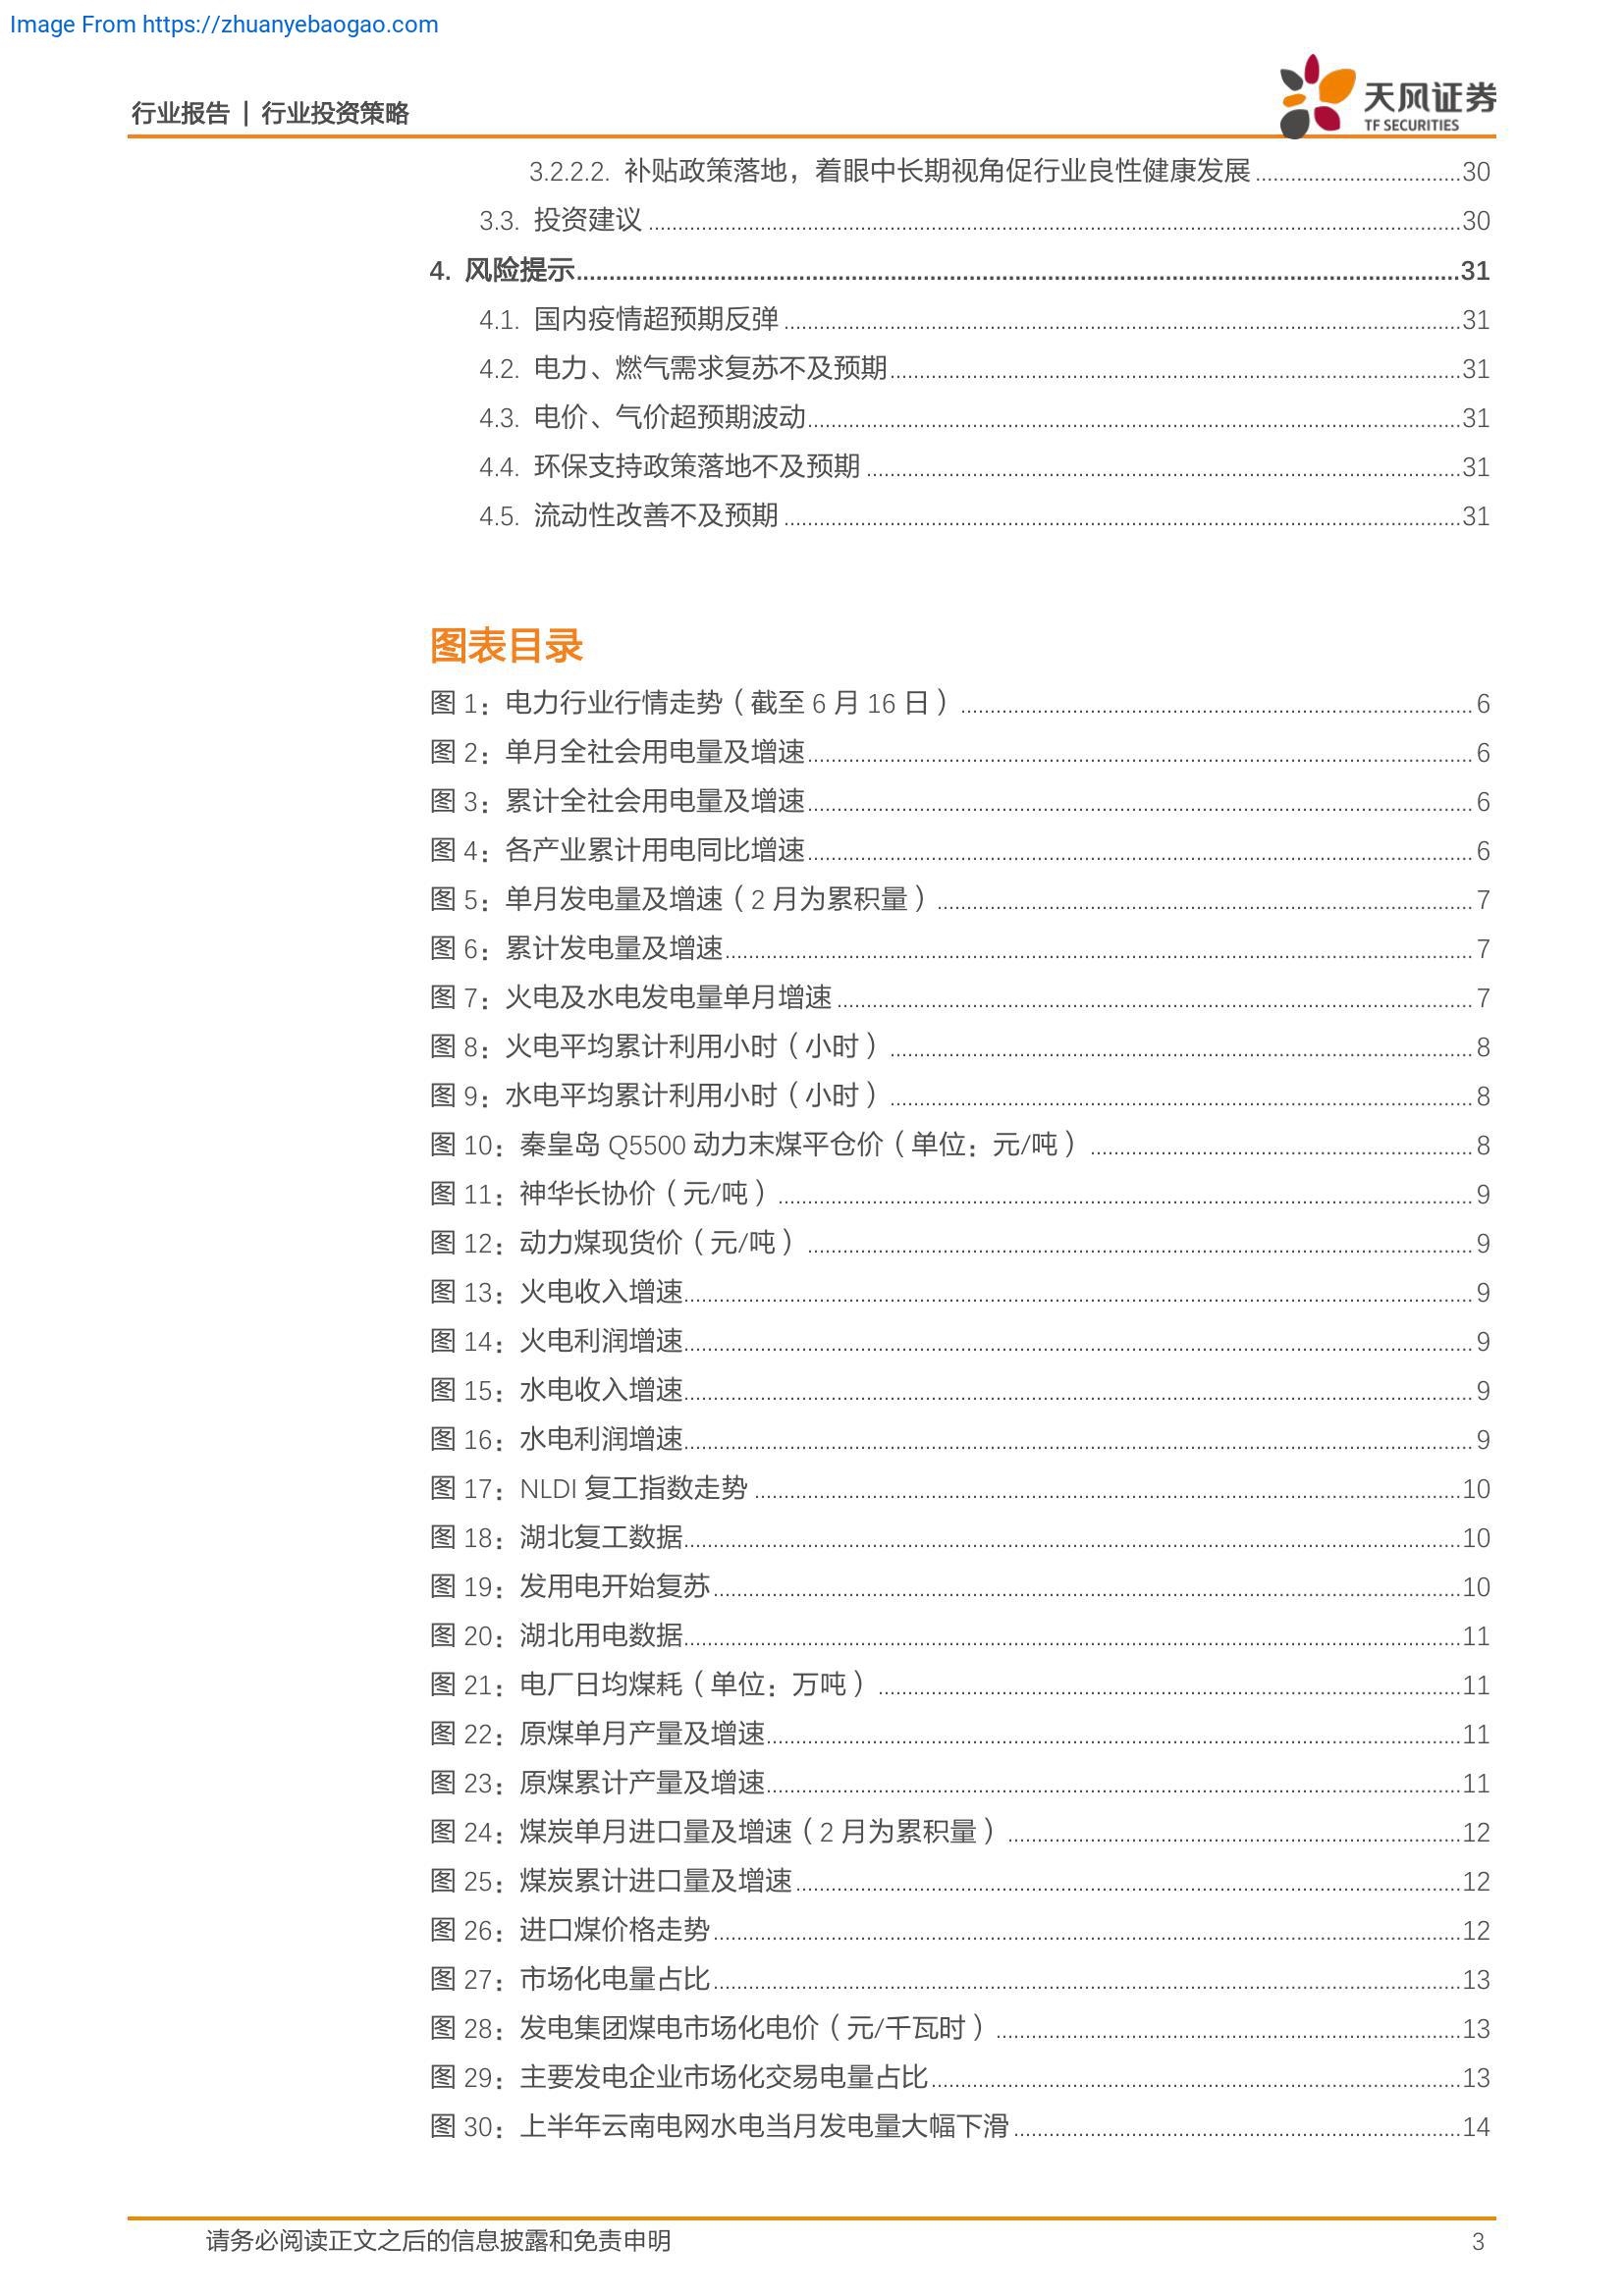 Image From https://zhuanyebaogao.com
行业报告 | 行业投资策略
天风证券
TF SECURITIES
3.2.2.2. 补贴政策落地，着眼中长期视角促行业良性健康发展 30
3.3. 投资建议 30
4. 风险提示 31
4.1. 国内疫情超预期反弹 31
4.2. 电力、燃气需求复苏不及预期 31
4.3. 电价、气价超预期波动 31
4.4. 环保支持政策落地不及预期 31
4.5. 流动性改善不及预期 31
图表目录
图 1：电力行业行情走势（截至 6 月 16 日） 6
图 2：单月全社会用电量及增速 6
图 3：累计全社会用电量及增速 6
图 4：各产业累计用电同比增速 6
图 5：单月发电量及增速（2 月为累积量） 7
图 6：累计发电量及增速 7
图 7：火电及水电发电量单月增速 7
图 8：火电平均累计利用小时（小时） 8
图 9：水电平均累计利用小时（小时） 8
图 10：秦皇岛 Q5500 动力末煤平仓价（单位：元/吨） 8
图 11：神华长协价（元/吨） 9
图 12：动力煤现货价（元/吨） 9
图 13：火电收入增速 9
图 14：火电利润增速 9
图 15：水电收入增速 9
图 16：水电利润增速 9
图 17：NLDI 复工指数走势 10
图 18：湖北复工数据 10
图 19：发用电开始复苏 10
图 20：湖北用电数据 11
图 21：电厂日均煤耗（单位：万吨） 11
图 22：原煤单月产量及增速 11
图 23：原煤累计产量及增速 11
图 24：煤炭单月进口量及增速（2 月为累积量） 12
图 25：煤炭累计进口量及增速 12
图 26：进口煤价格走势 12
图 27：市场化电量占比 13
图 28：发电集团煤电市场化电价（元/千瓦时） 13
图 29：主要发电企业市场化交易电量占比 13
图 30：上半年云南电网水电当月发电量大幅下滑 14
请务必阅读正文之后的信息披露和免责申明 3